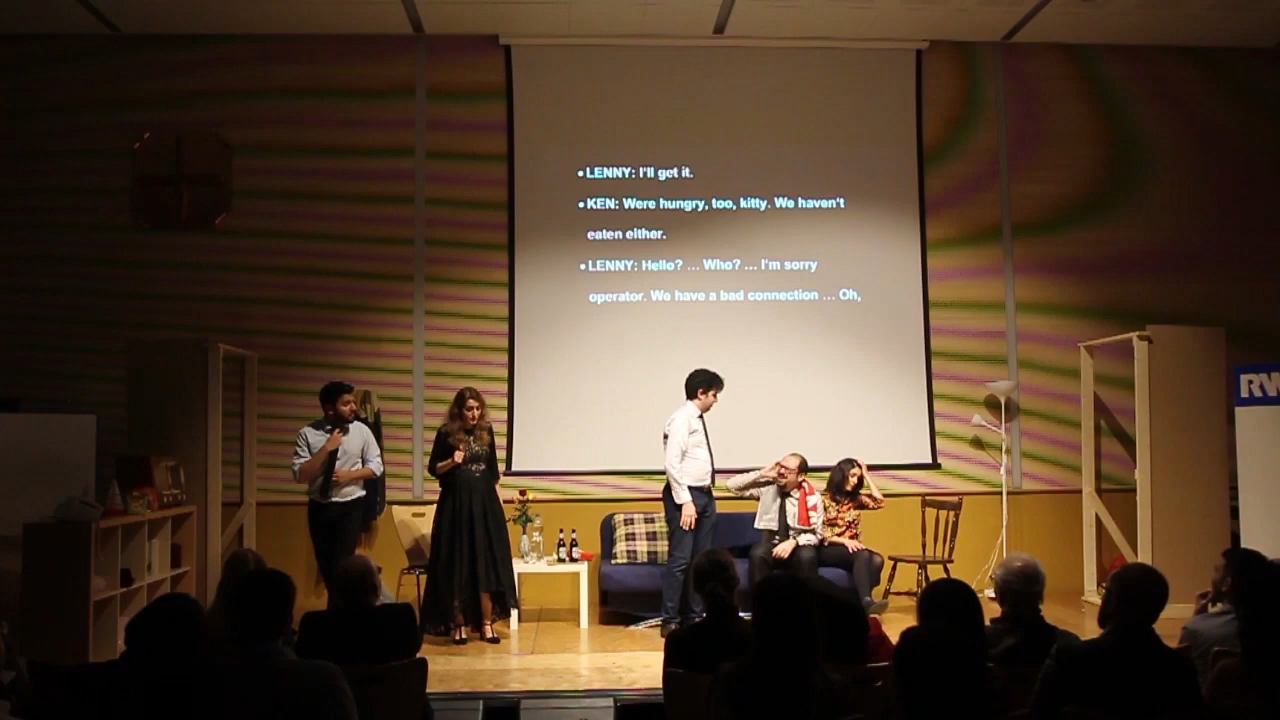 • LENNY: I'll get it.
• KEN: Were hungry, too, kitty. We haven't
eaten either.
• LENNY: Hello? ... Who? ... I'm sorry
operator. We have a bad connection ... Oh,